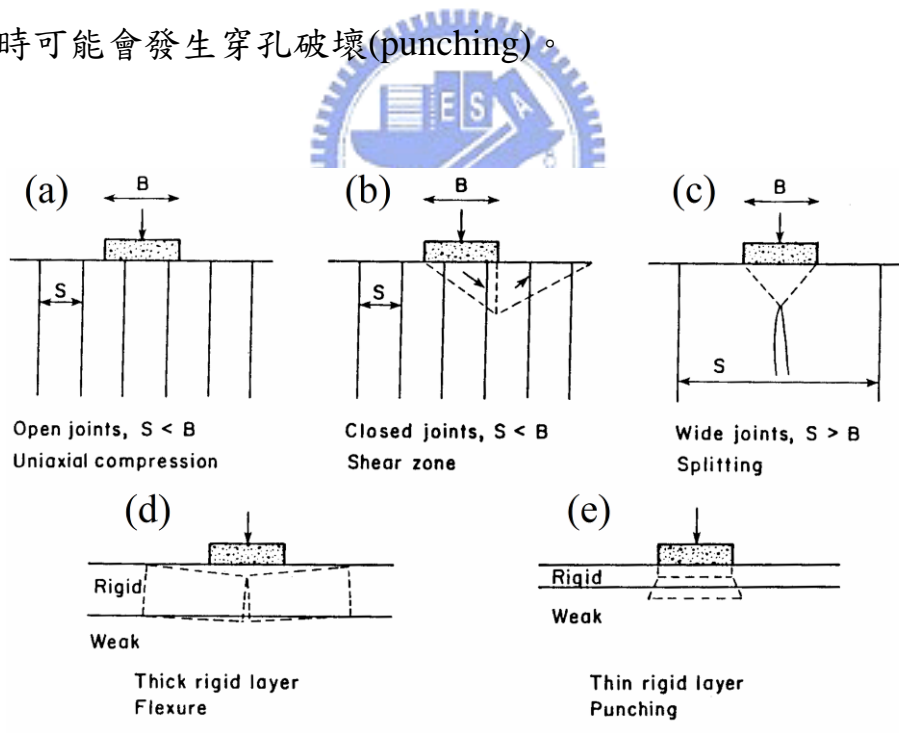 時可能會發生穿孔破壞(punching)。
ESA
(a)
B
S
Open joints, S < B
Uniaxial compression
(b)
B
S
Closed joints, S < B
Shear zone
(c)
B
S
Wide joints, S > B
Splitting
(d)
Rigid
Weak
Thick rigid layer
Flexure
(e)
Rigid
Weak
Thin rigid layer
Punching